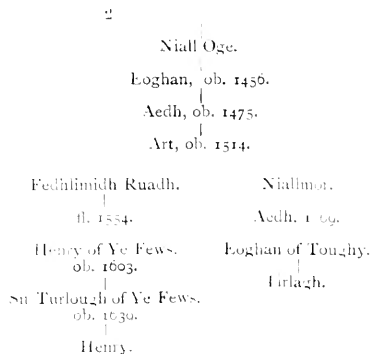 2
Niall Oge.
Eoghan, ob. 1456.
Aedh, ob. 1475.
Art, ob. 1514.
Fedhlimidh Ruadh.
fl. 1554.
Henry of Ye Fews.
ob. 1603.
Sir Turlough of Ye Fews.
ob. 1639.
Henry.
Niallmor.
Aedh,
Eoghan of Toughy.
Tirlagh.